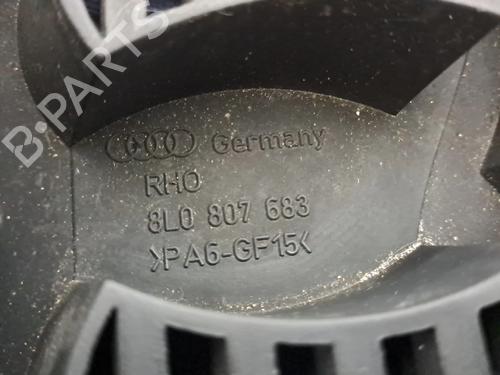 B-PARTS
Germany
RHO
8L0 807 683
>PA6-GF15<